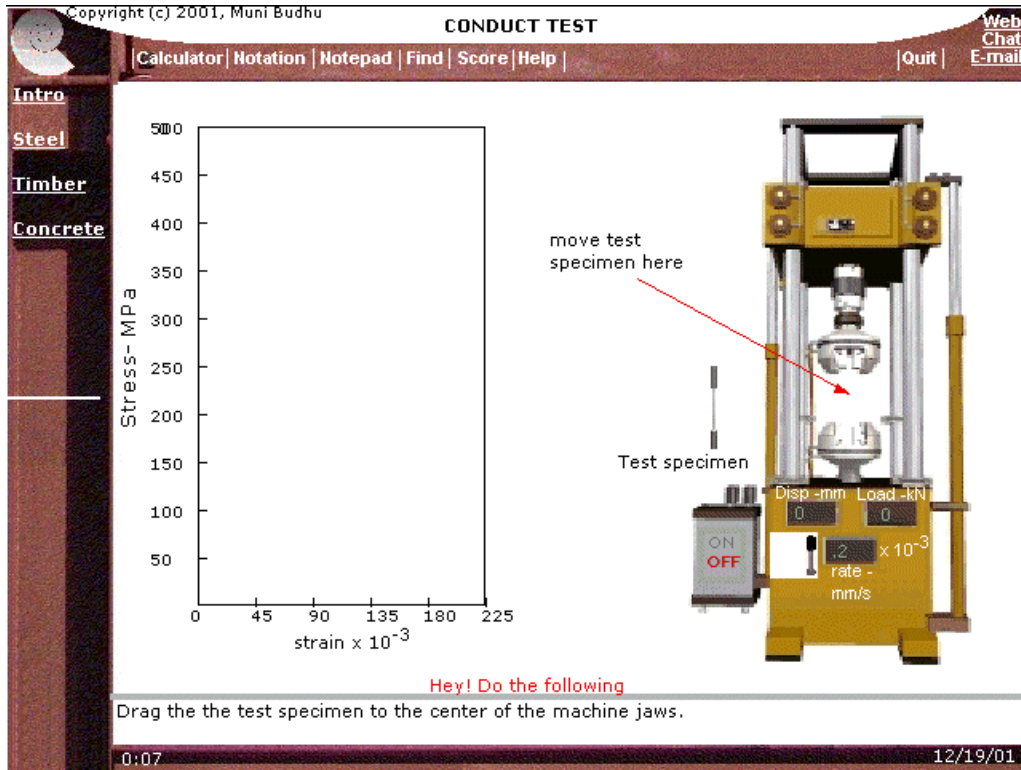 Copyright (c) 2001, Muni Budhu
CONDUCT TEST
Web
Chat
E-mail
Calculator| Notation | Notepad | Find | Score | Help |
|Quit |
Intro
Steel
Timber
Concrete
450
400
350
300
250
200
150
100
50
Stress- MPa
0 45 90 135 180 225
strain x 10-3
move test
specimen here
Test specimen
Disp -mm Load -kN
0 0
ON
OFF
.2 x 10-3
rate -
mm/s
Hey! Do the following
Drag the the test specimen to the center of the machine jaws.
0:07 12/19/01